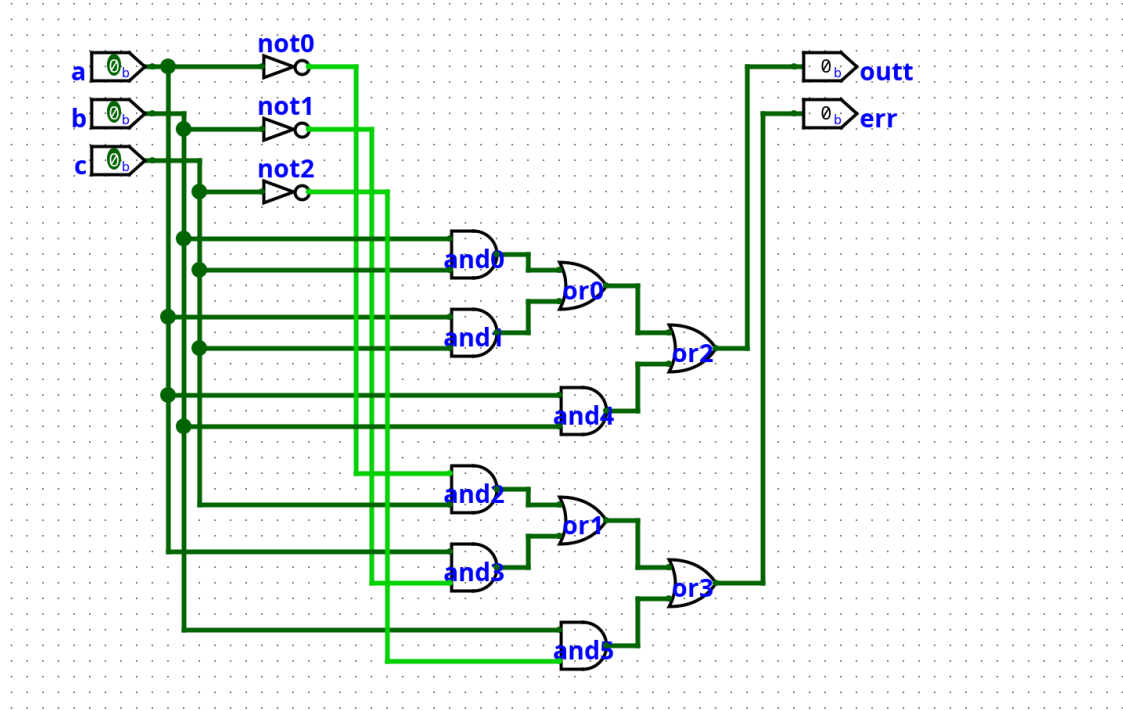 not0
a 0b
outt 0b
not1
b 0b
err 0b
not2
c 0b
and0
or0
and1
or2
and4
and2
or1
and3
or3
and5